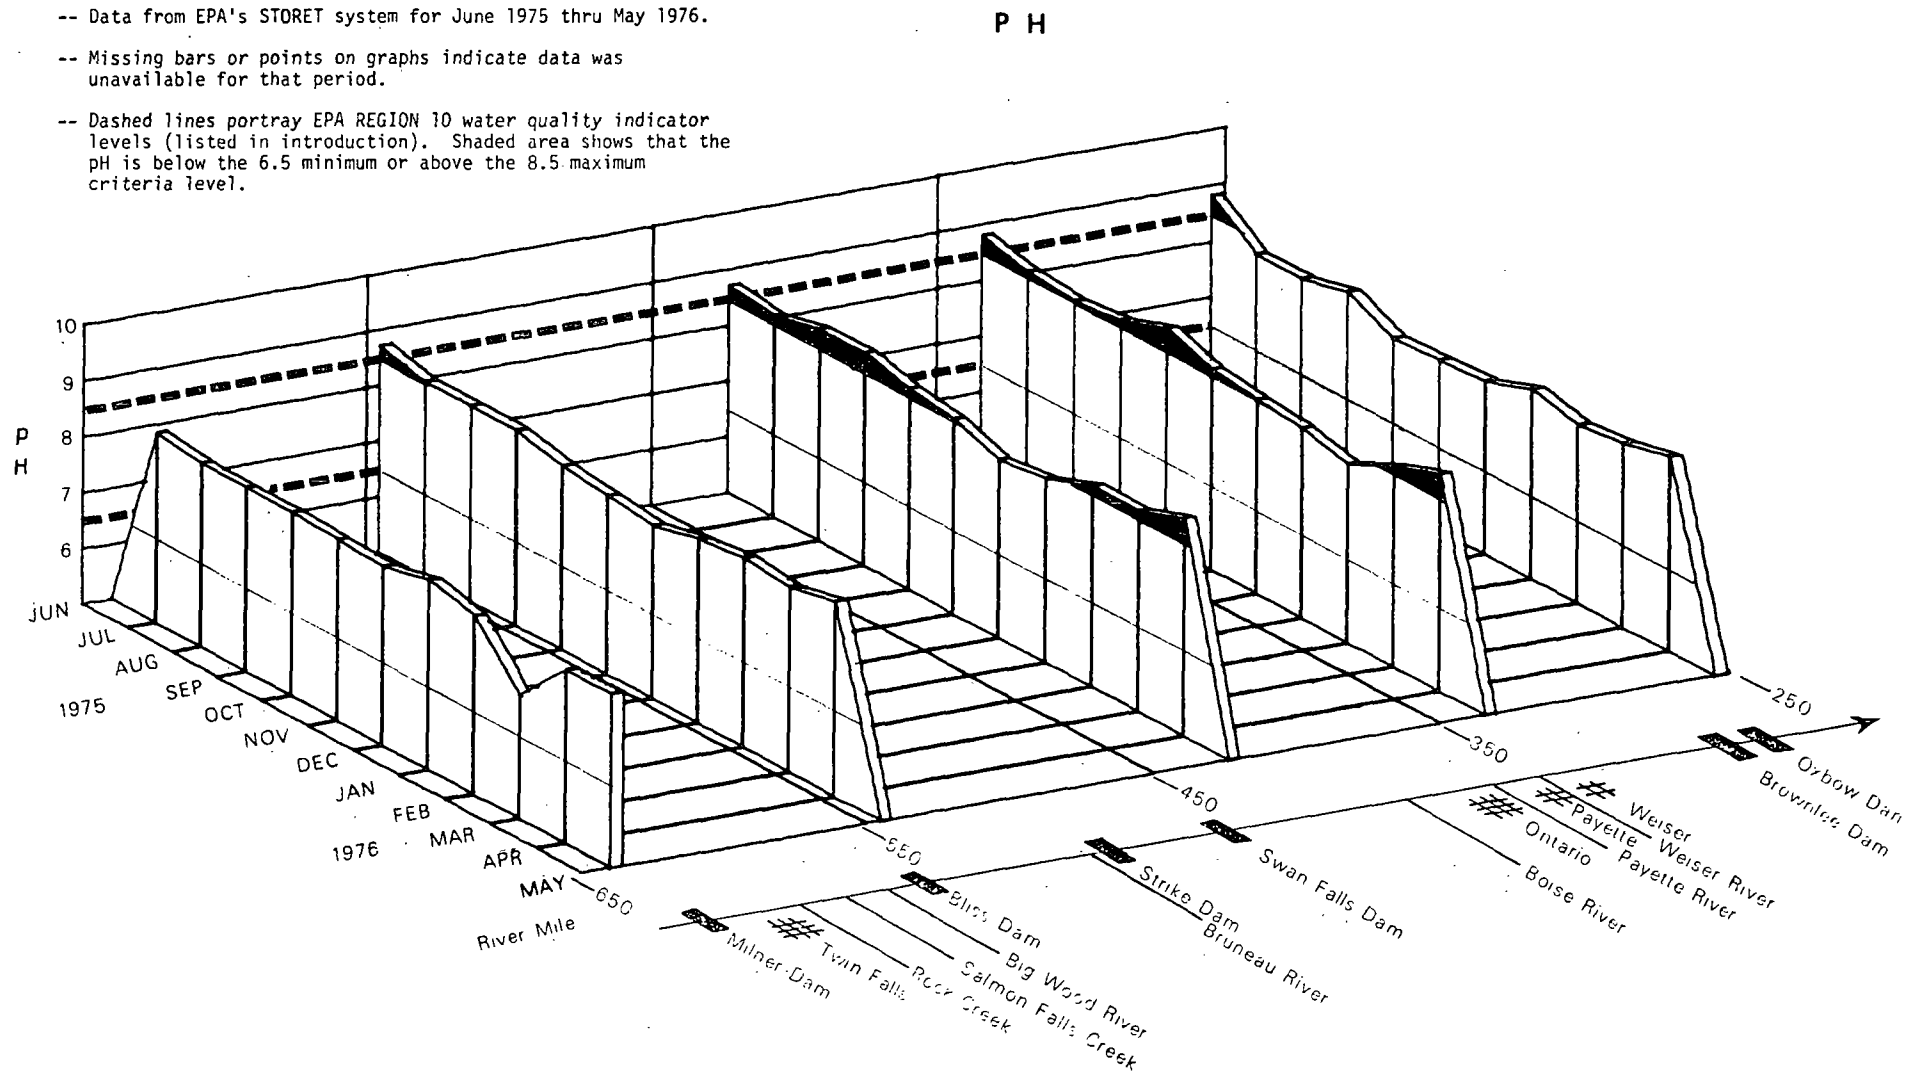 -- Data from EPA's STORET system for June 1975 thru May 1976.
P H
-- Missing bars or points on graphs indicate data was
unavailable for that period.
-- Dashed lines portray EPA REGION 10 water quality indicator
levels (listed in introduction). Shaded area shows that the
pH is below the 6.5 minimum or above the 8.5 maximum
criteria level.
10
9
8
7
6
P
H
JUN
JUL
AUG
SEP
OCT
NOV
DEC
JAN
FEB
MAR
APR
MAY
1975
1976
650
550
450
350
250
River Mile
Milner Dam
Twin Falls
Rock Creek
Salmon Falls Creek
Big Wood River
Bliss Dam
Strike Dam
Bruneau River
Swan Falls Dam
Boise River
Ontario
Payette River
Payette
Weiser River
Weiser
Brownlee Dam
Oxbow Dam